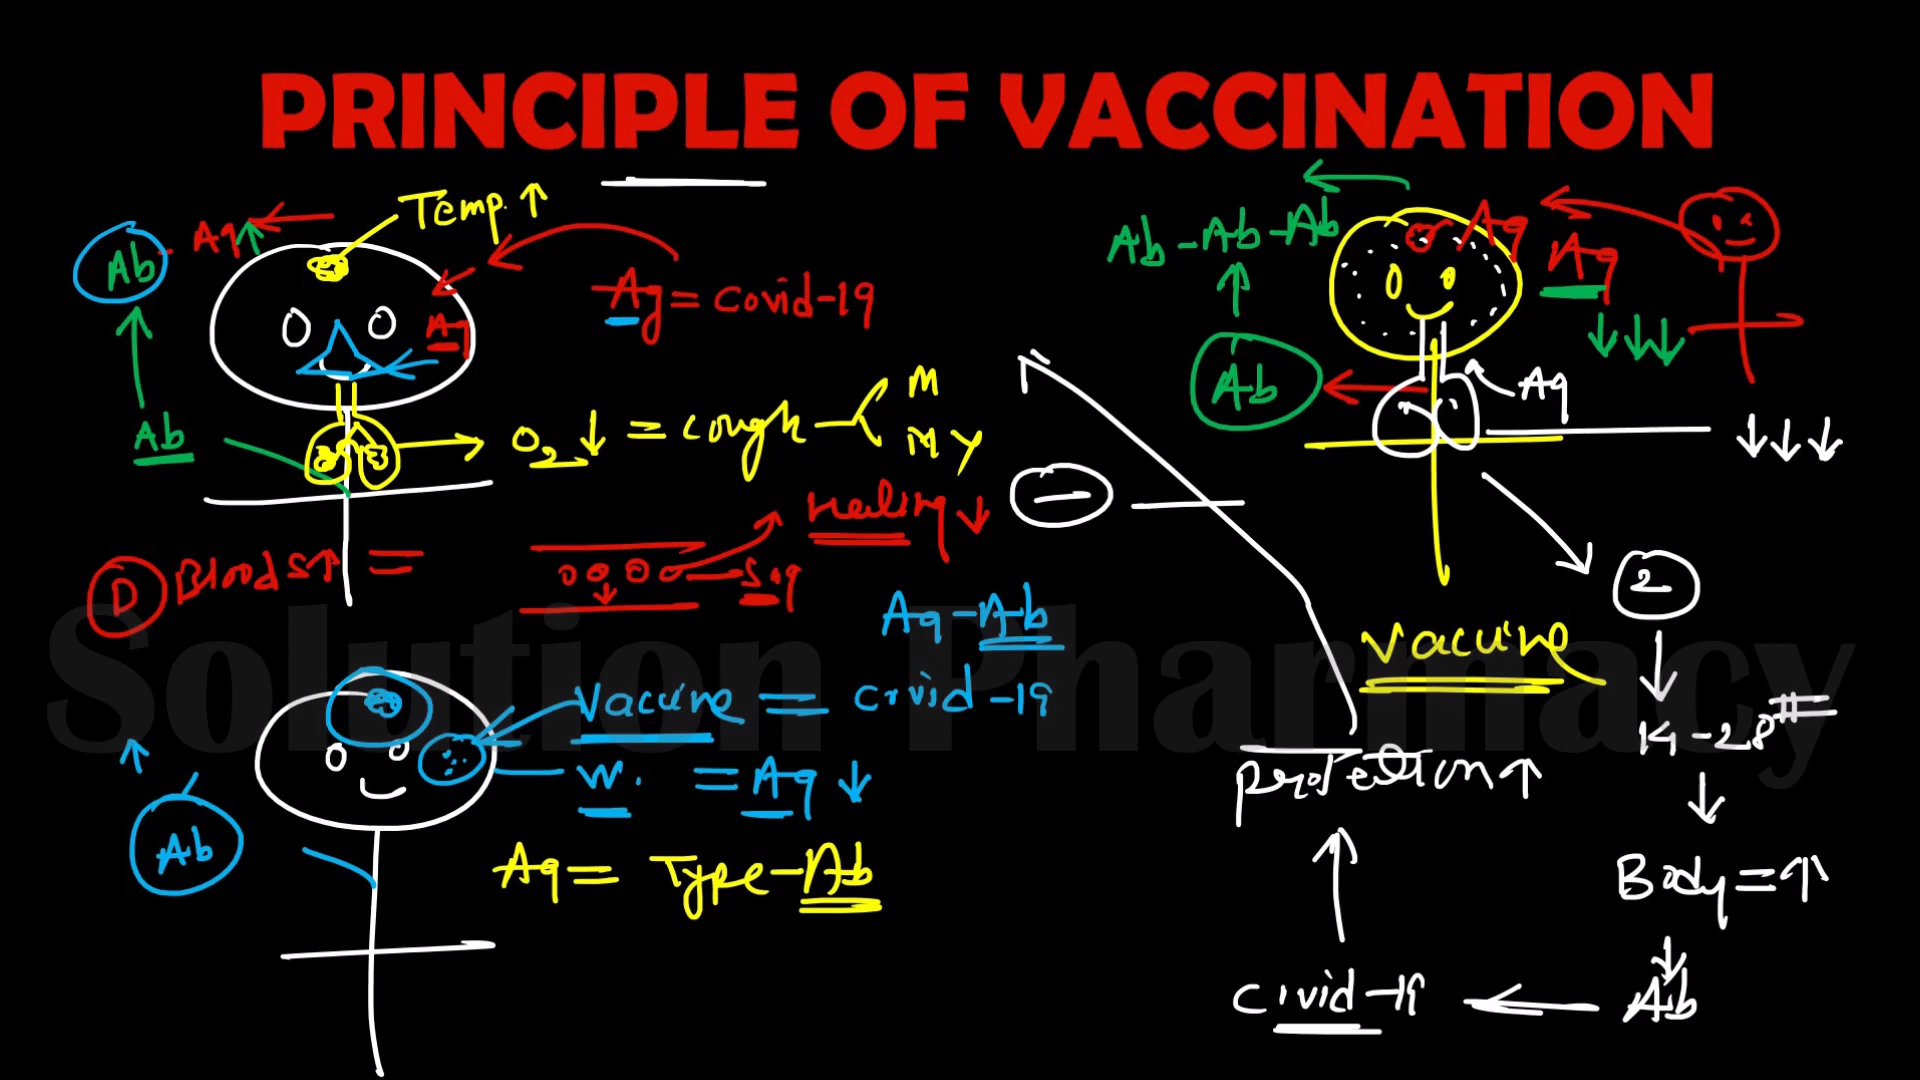 PRINCIPLE OF VACCINATION
Temp. ↑
Ab - Ag ↑
Ag = Covid-19
Ag
Ab
O2 ↓ = Cough
M
M Y
Healing ↓
D Blood S↑ =
Ag - Ab
Vaccine = Covid-19
W. = Ag ↓
Ab
Ag = Type - Ab
Ab - Ab - Ab
Ag
Ag
↓↓↓
Ab
Ag
↓↓↓
2
Vaccine
14-28
Protection ↑
Body = ↑
Covid-19
Ab
Solution Pharmacy